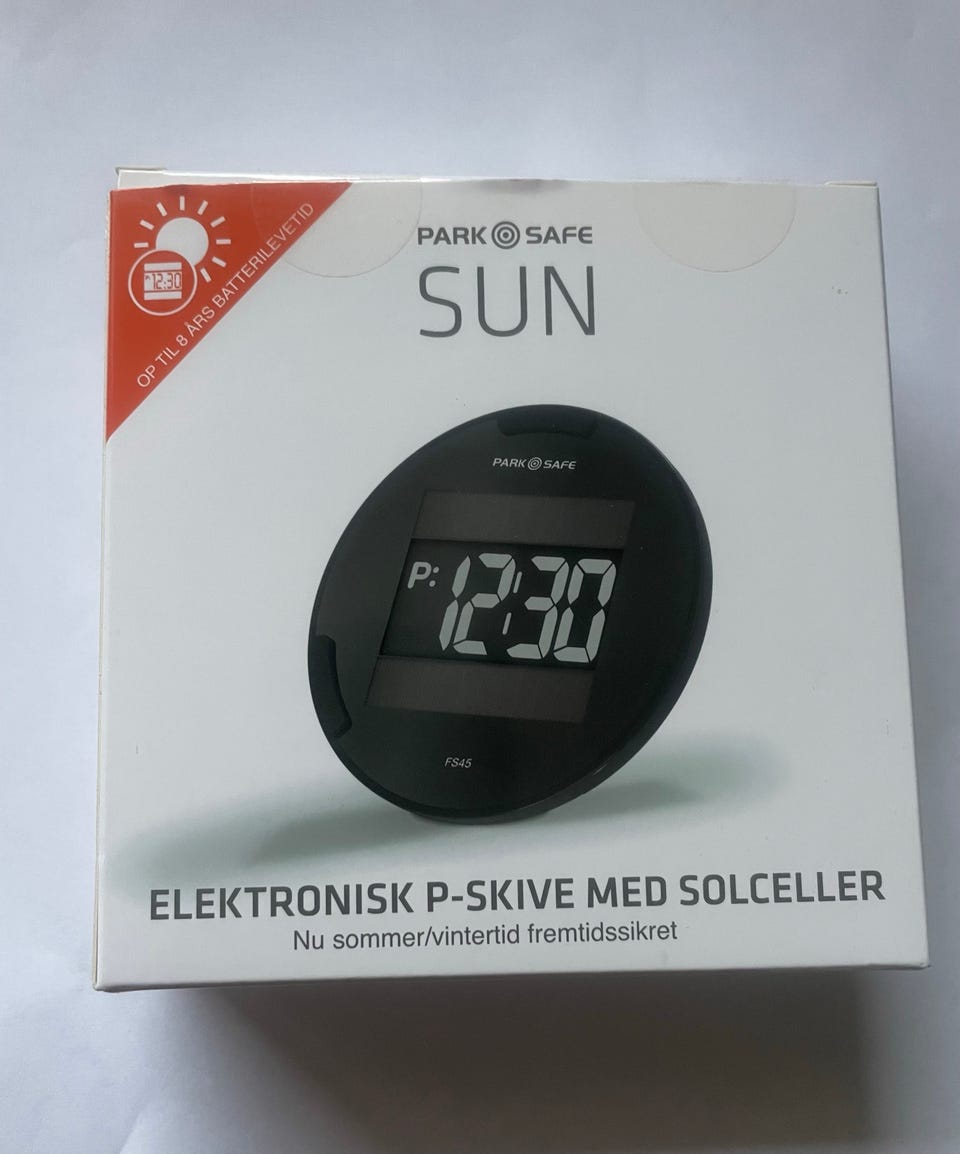 PARK SAFE
SUN
12:30
OP TIL 8 ÅRS BATTERILEVETID
PARK SAFE
P: 12:30
FS45
ELEKTRONISK P-SKIVE MED SOLCELLER
Nu sommer/vintertid fremtidssikret